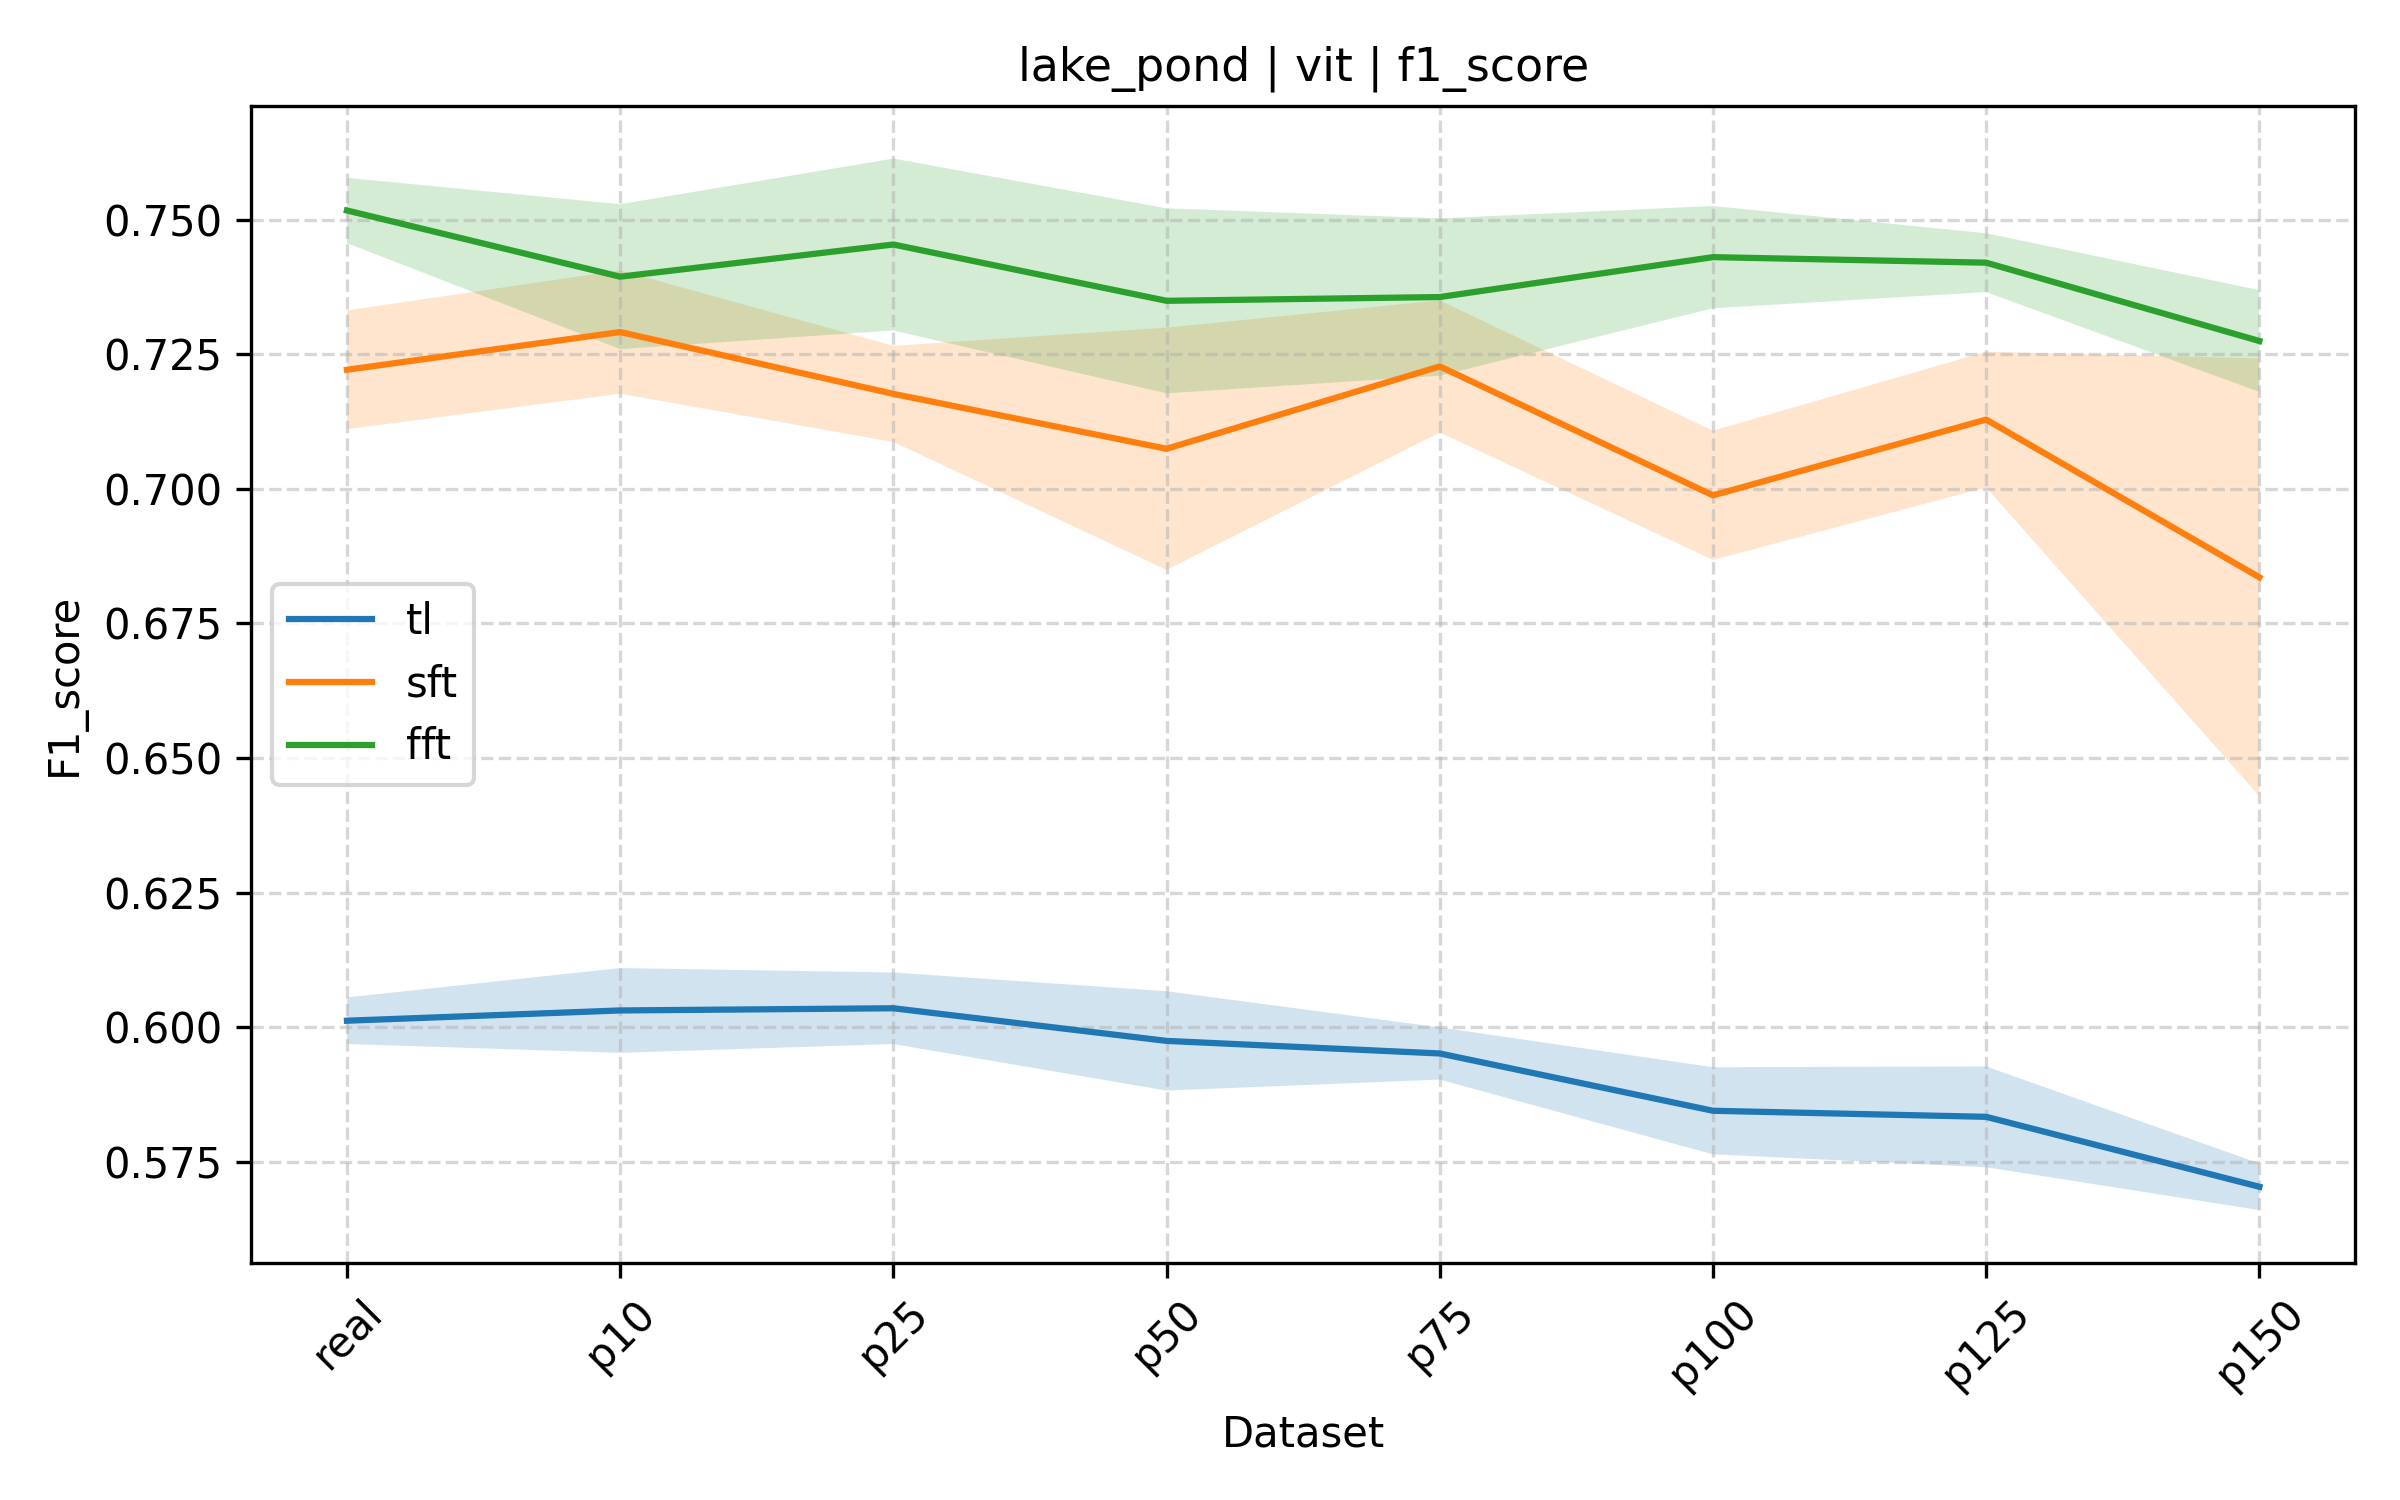 lake_pond | vit | f1_score
F1_score
0.750
0.725
0.700
0.675
0.650
0.625
0.600
0.575
tl
sft
fft
real
p10
p25
p50
p75
p100
p125
p150
Dataset